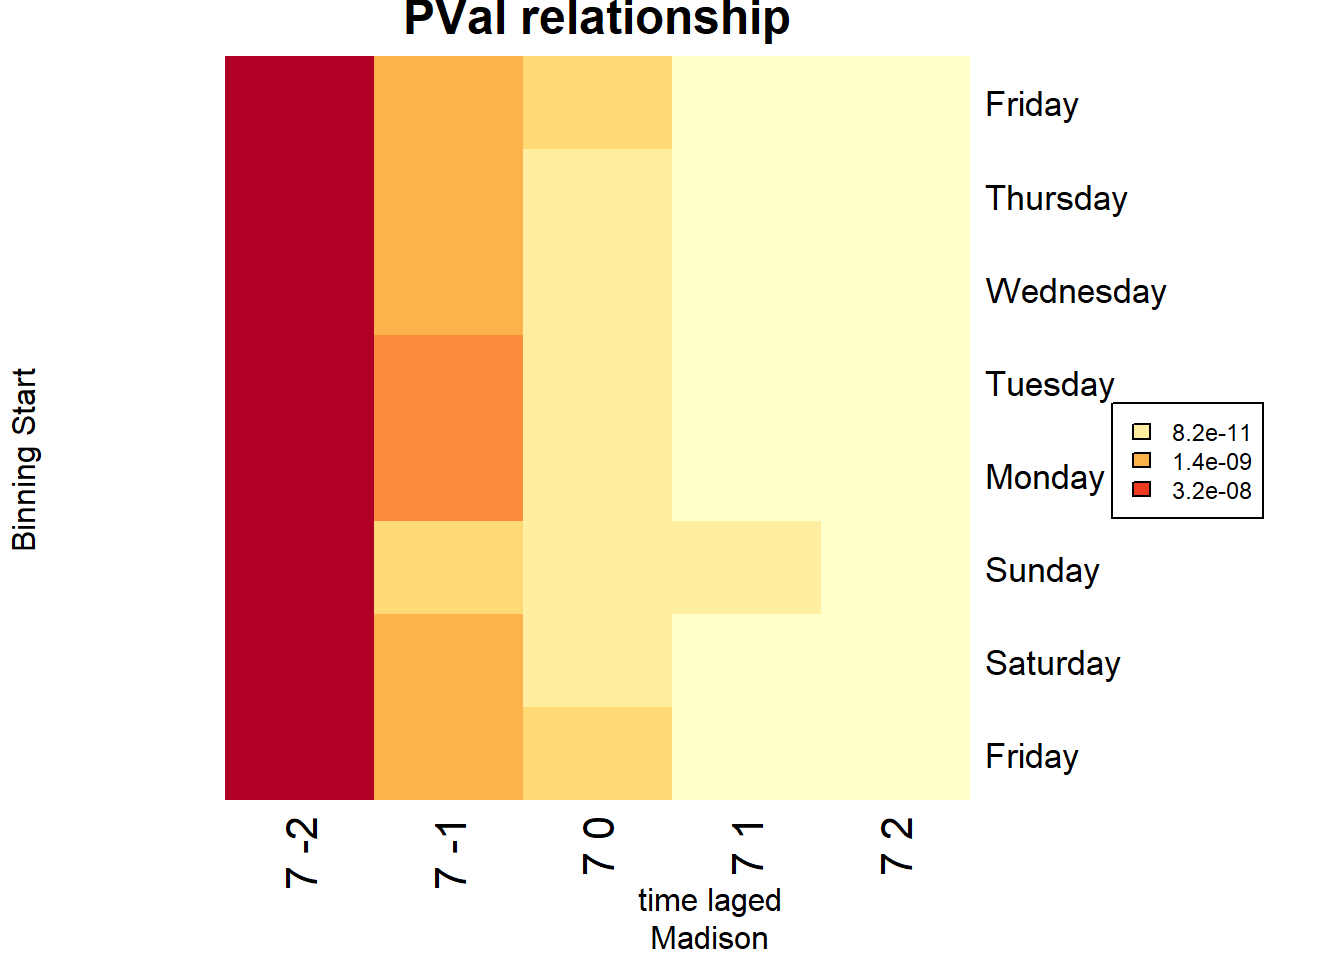 PVal relationship
Friday
Thursday
Wednesday
Tuesday
Monday
Sunday
Saturday
Friday
Binning Start
8.2e-11
1.4e-09
3.2e-08
7 -2
7 -1
7 0
7 1
7 2
time laged
Madison